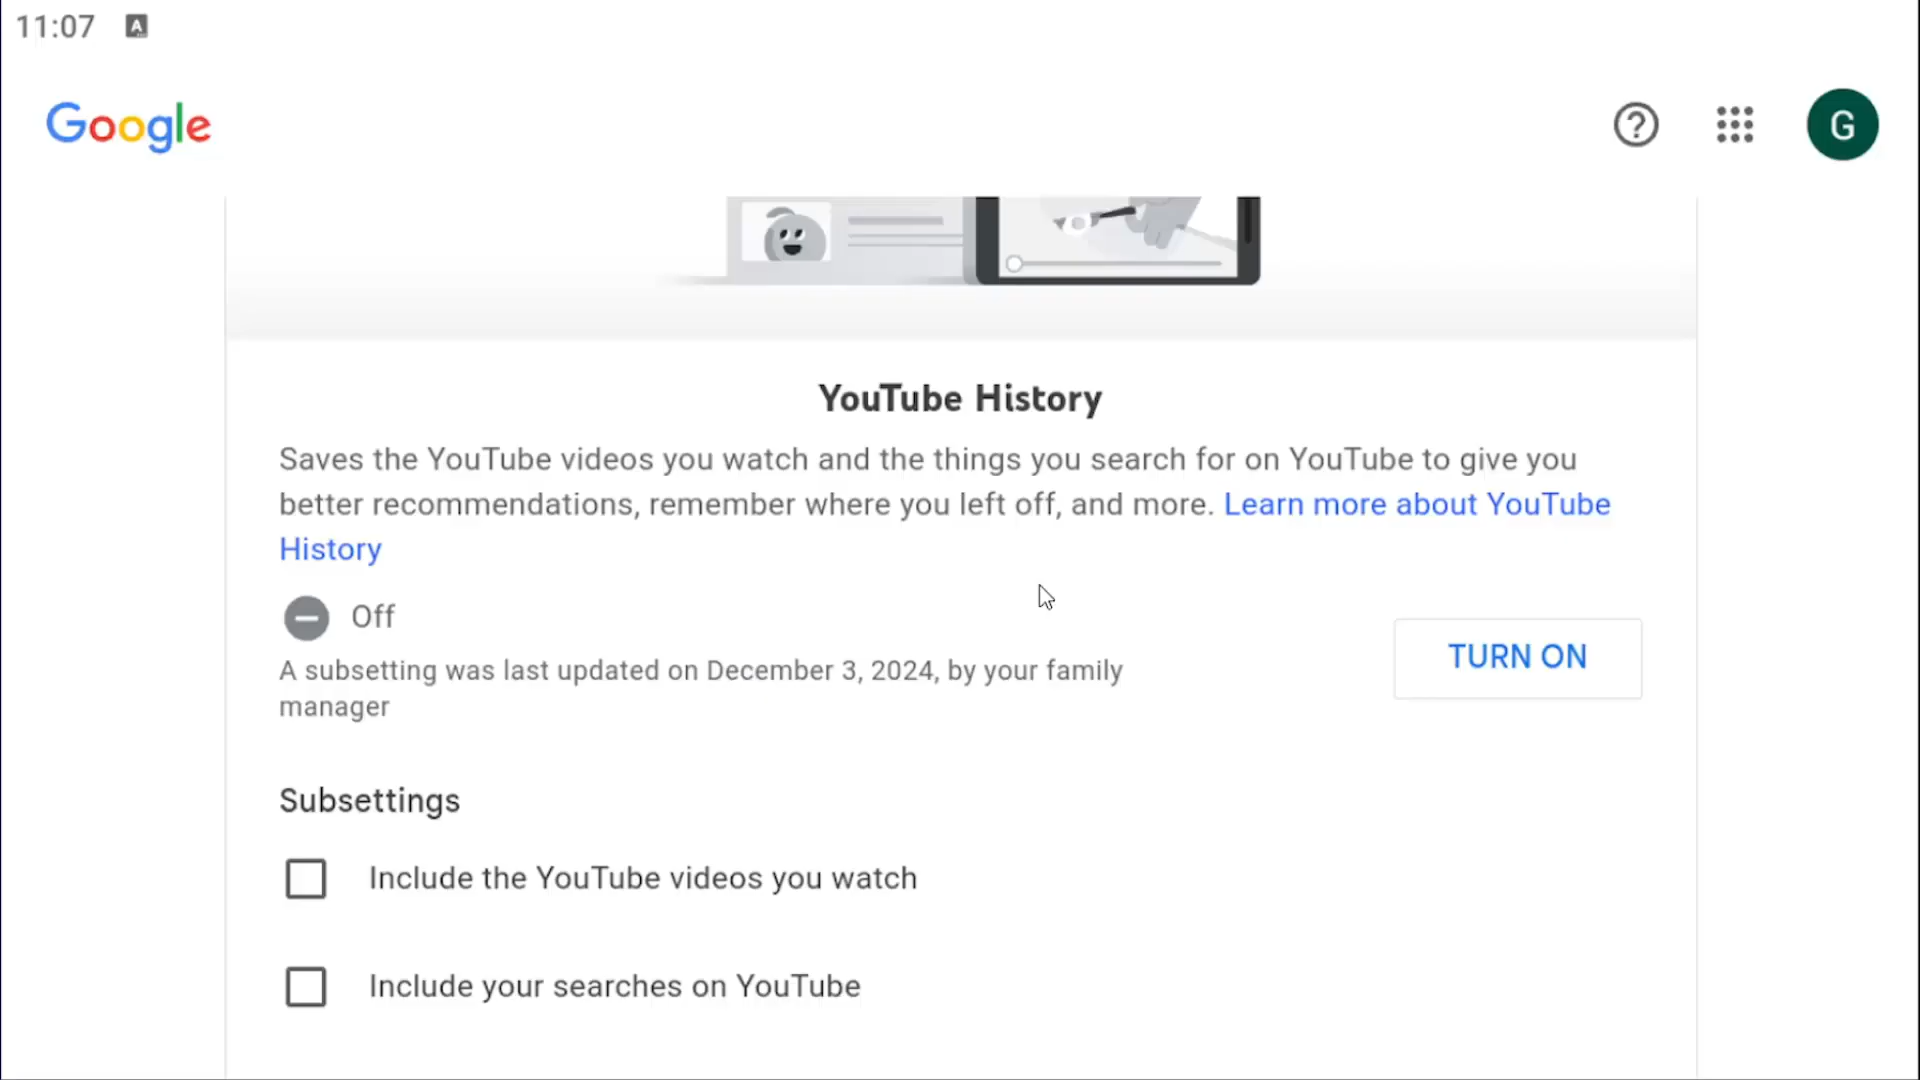 11:07 A
Google
G
YouTube History
Saves the YouTube videos you watch and the things you search for on YouTube to give you
better recommendations, remember where you left off, and more. Learn more about YouTube
History
Off
A subsetting was last updated on December 3, 2024, by your family
manager
TURN ON
Subsettings
Include the YouTube videos you watch
Include your searches on YouTube